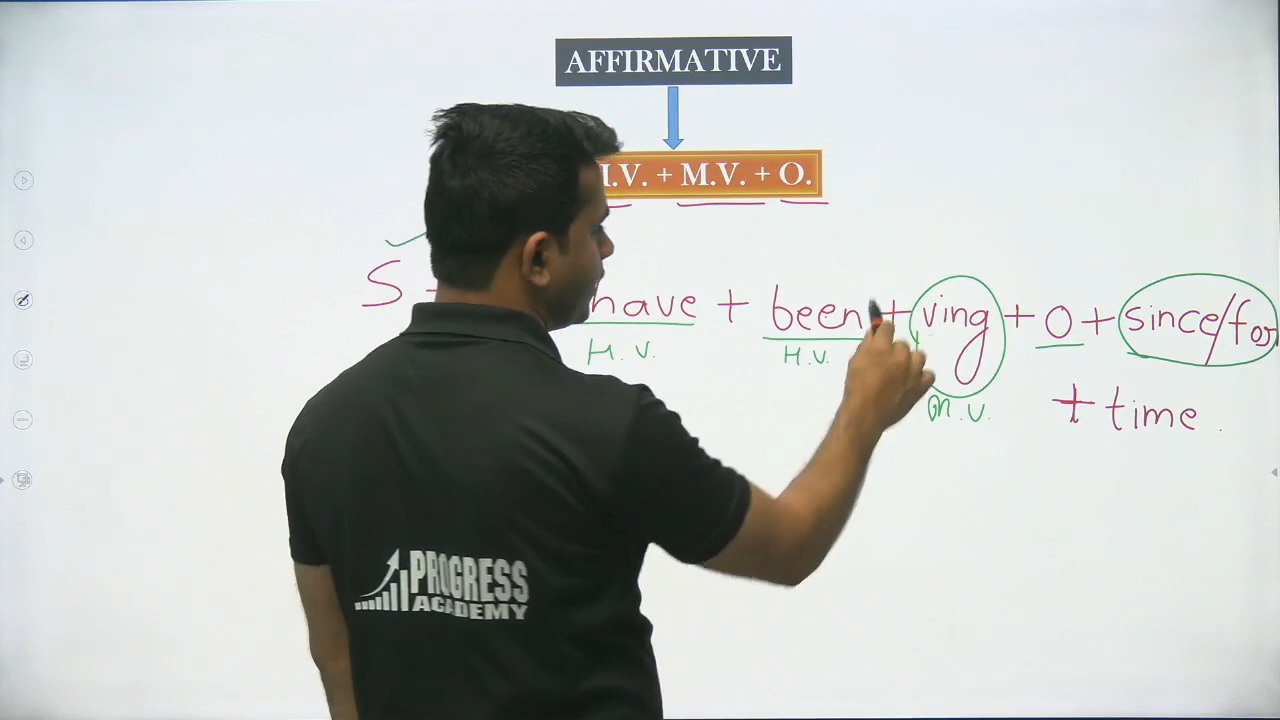 AFFIRMATIVE
.V. + M.V. + O.
S + have + been + ving + O + since/for
H.V. H.V. M.V. + time.
PROGRESS
ACADEMY